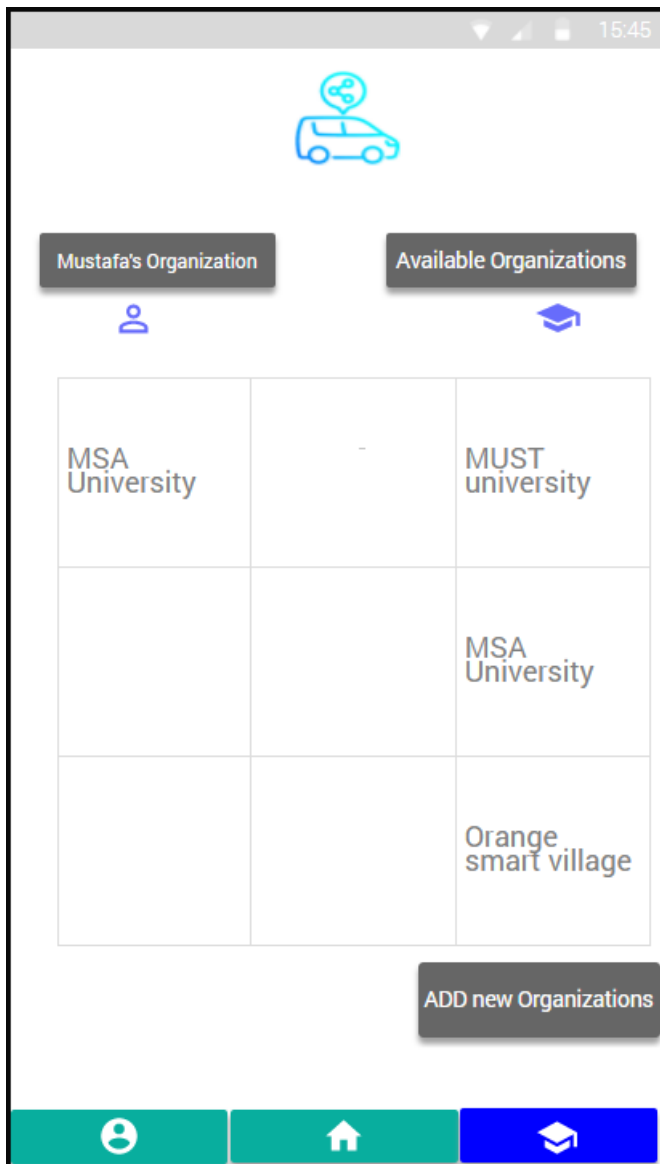 15:45
Mustafa's Organization
Available Organizations
MSA
University
-
MUST
university
MSA
University
Orange
smart village
ADD new Organizations